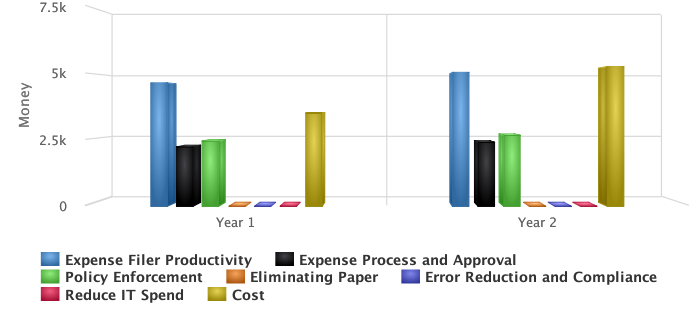 7.5k
5k
2.5k
0
Money
Year 1
Year 2
Expense Filer Productivity
Expense Process and Approval
Policy Enforcement
Eliminating Paper
Error Reduction and Compliance
Reduce IT Spend
Cost